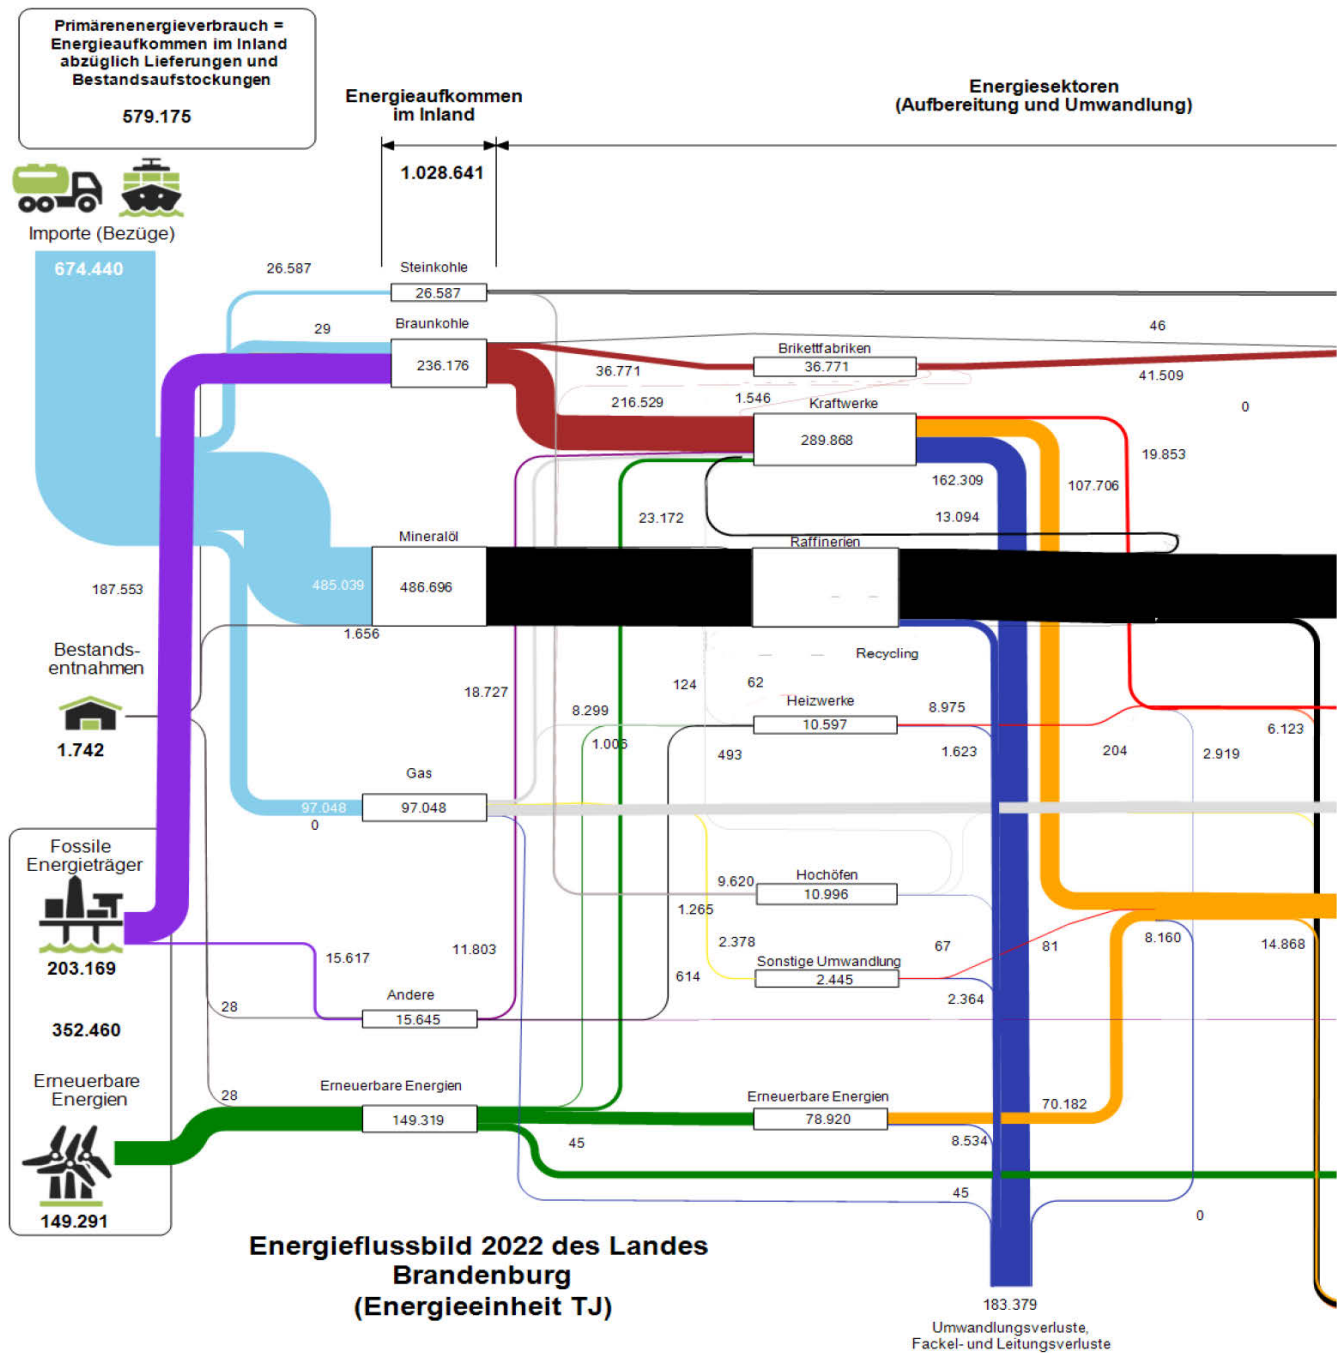 Primärenenergieverbrauch =
Energieaufkommen im Inland
abzüglich Lieferungen und
Bestandsaufstockungen
579.175
Energieaufkommen
im Inland
1.028.641
Energiesektoren
(Aufbereitung und Umwandlung)
Importe (Bezüge)
674.440
26.587
Steinkohle
26.587
29
Braunkohle
236.176
46
Brikettfabriken
36.771
36.771
41.509
216.529
1.546
Kraftwerke
289.868
0
19.853
162.309
107.706
13.094
23.172
Mineralöl
485.039
486.696
Raffinerien
187.553
1.656
Bestands-
entnahmen
1.742
Recycling
18.727
124
62
8.299
1.006
493
Heizwerke
10.597
8.975
1.623
204
2.919
6.123
Gas
97.048
97.048
0
Fossile
Energieträger
203.169
Hochöfen
9.620
10.996
1.265
2.378
Sonstige Umwandlung
2.445
67
81
8.160
14.868
15.617
11.803
614
2.364
28
Andere
15.645
352.460
Erneuerbare
Energien
149.291
28
Erneuerbare Energien
149.319
Erneuerbare Energien
78.920
70.182
45
8.534
45
0
Energieflussbild 2022 des Landes
Brandenburg
(Energieeinheit TJ)
183.379
Umwandlungsverluste,
Fackel- und Leitungsverluste